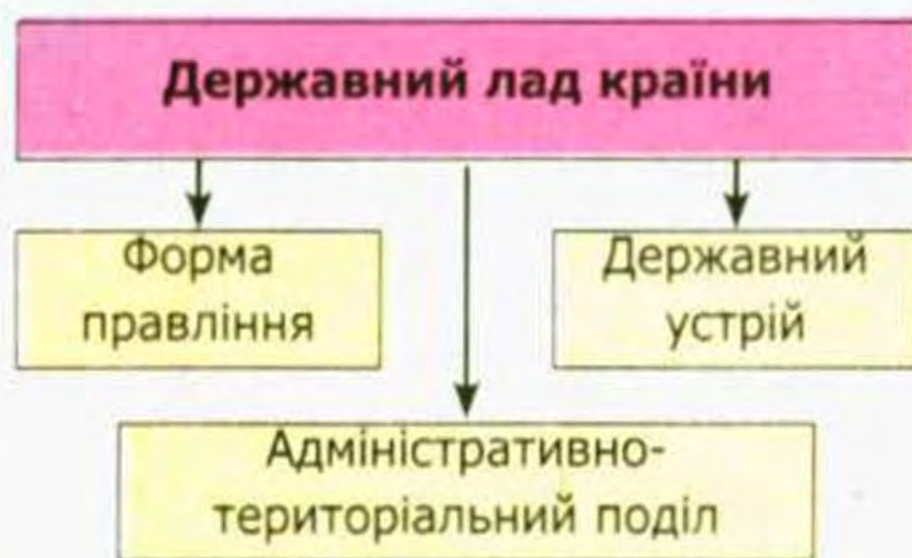 Державний лад країни
Форма
правління
Державний
устрій
Адміністративно-
територіальний поділ